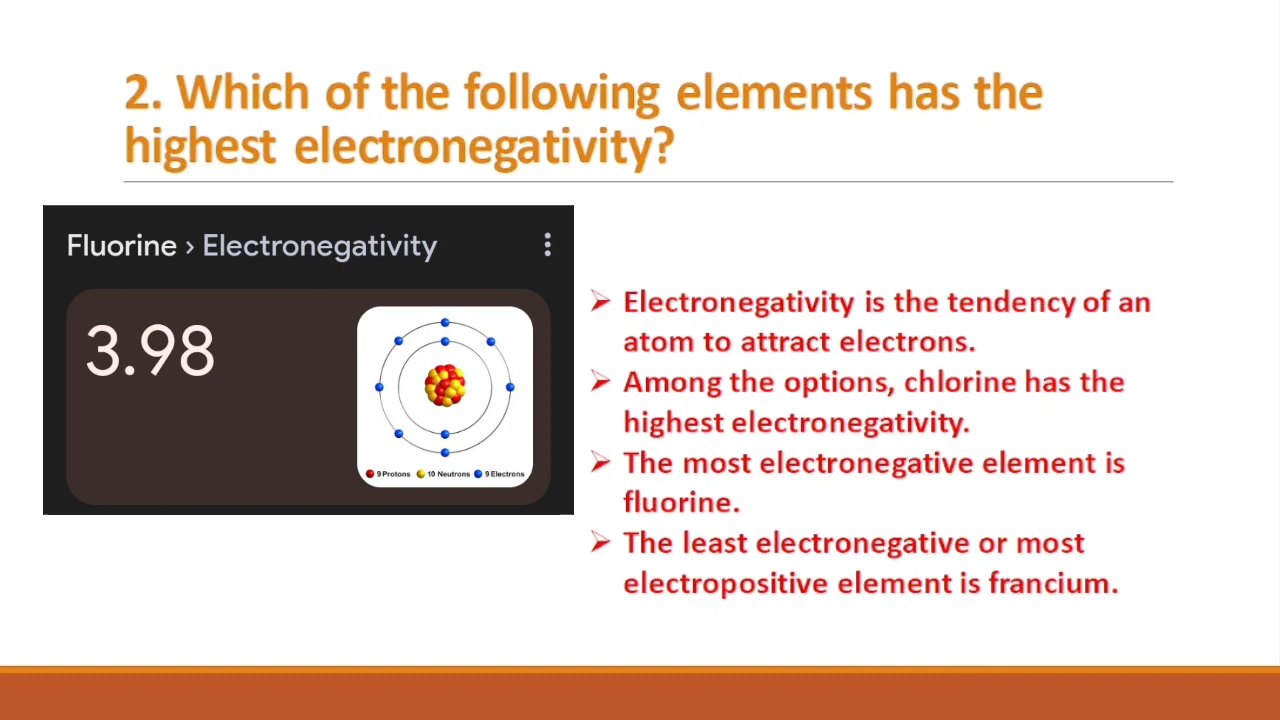 2. Which of the following elements has the
highest electronegativity?
Fluorine › Electronegativity
3.98
9 Protons 10 Neutrons 9 Electrons
➢ Electronegativity is the tendency of an
atom to attract electrons.
➢ Among the options, chlorine has the
highest electronegativity.
➢ The most electronegative element is
fluorine.
➢ The least electronegative or most
electropositive element is francium.